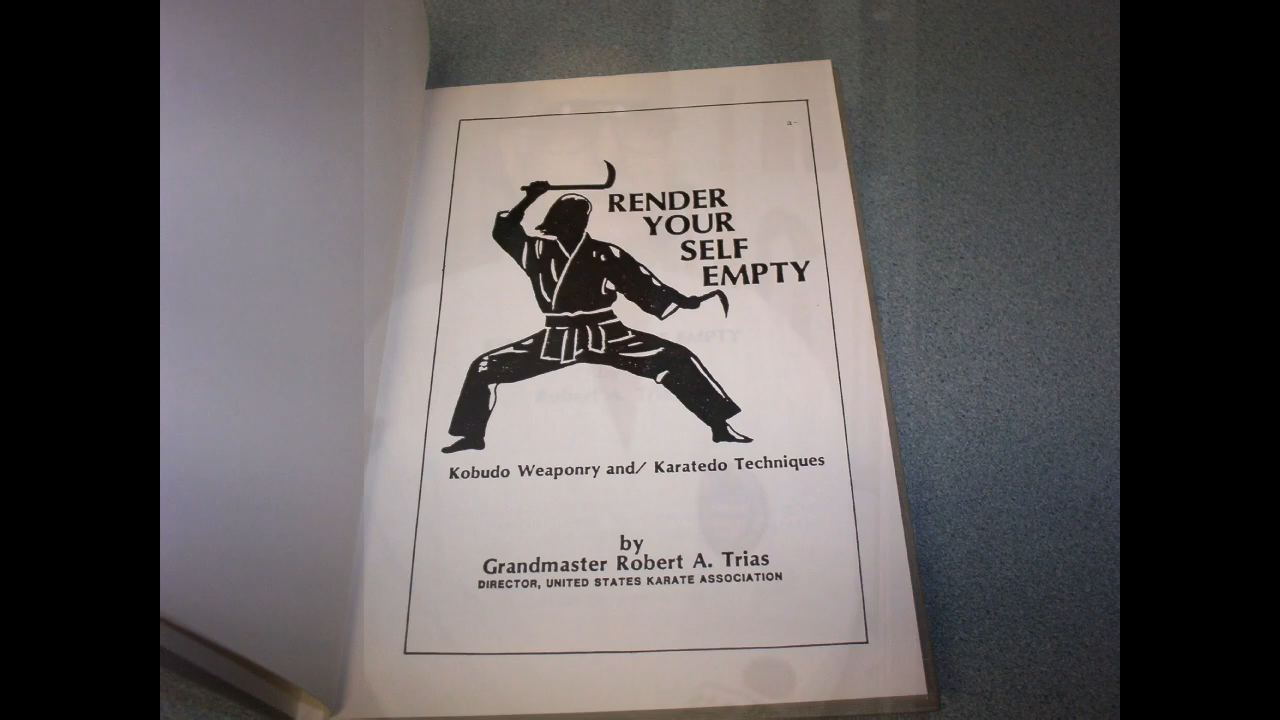 RENDER
YOUR
SELF
EMPTY
Kobudo Weaponry and/ Karatedo Techniques
by
Grandmaster Robert A. Trias
DIRECTOR, UNITED STATES KARATE ASSOCIATION